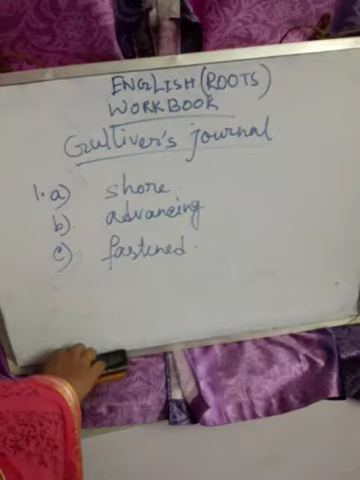 ENGLISH (ROOTS)
WORKBOOK
Gulliver's journal
1. a) shore.
b). advancing
c) fastened.